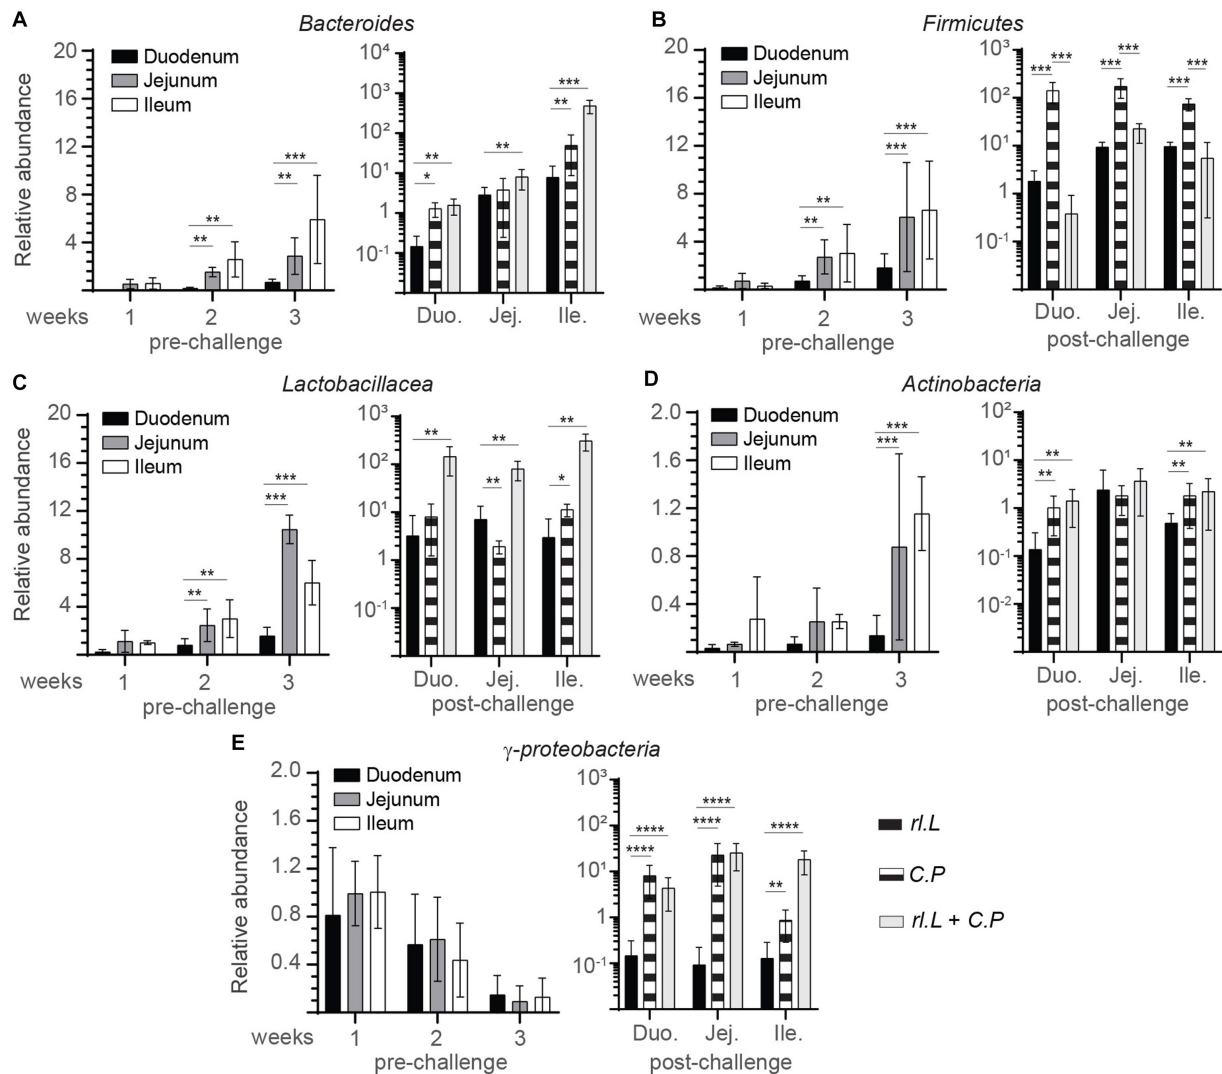 A
Bacteroides
Relative abundance
20
16
12
8
4
Duodenum
Jejunum
Ileum
** ** ** ***
weeks 1 2 3
pre-challenge
10⁴
10³
10²
10
1
10⁻¹
* ** ** ** ***
Duo. Jej. Ile.
B
Firmicutes
20
16
12
8
4
Duodenum
Jejunum
Ileum
** ** *** ***
weeks 1 2 3
pre-challenge
10³
10²
10
1
10⁻¹
*** *** *** *** *** ***
Duo. Jej. Ile.
post-challenge
C
Lactobacillacea
Relative abundance
20
16
12
8
4
Duodenum
Jejunum
Ileum
** ** *** ***
weeks 1 2 3
pre-challenge
10³
10²
10
1
10⁻¹
** ** ** * **
Duo. Jej. Ile.
post-challenge
D
Actinobacteria
2.0
1.6
1.2
0.8
0.4
Duodenum
Jejunum
Ileum
*** ***
weeks 1 2 3
pre-challenge
10²
10
1
10⁻¹
10⁻²
** ** ** **
Duo. Jej. Ile.
post-challenge
E
γ-proteobacteria
Relative abundance
2.0
1.6
1.2
0.8
0.4
Duodenum
Jejunum
Ileum
weeks 1 2 3
pre-challenge
10³
10²
10
1
10⁻¹
**** **** **** **** ** ****
Duo. Jej. Ile.
post-challenge
rI.L
C.P
rI.L + C.P